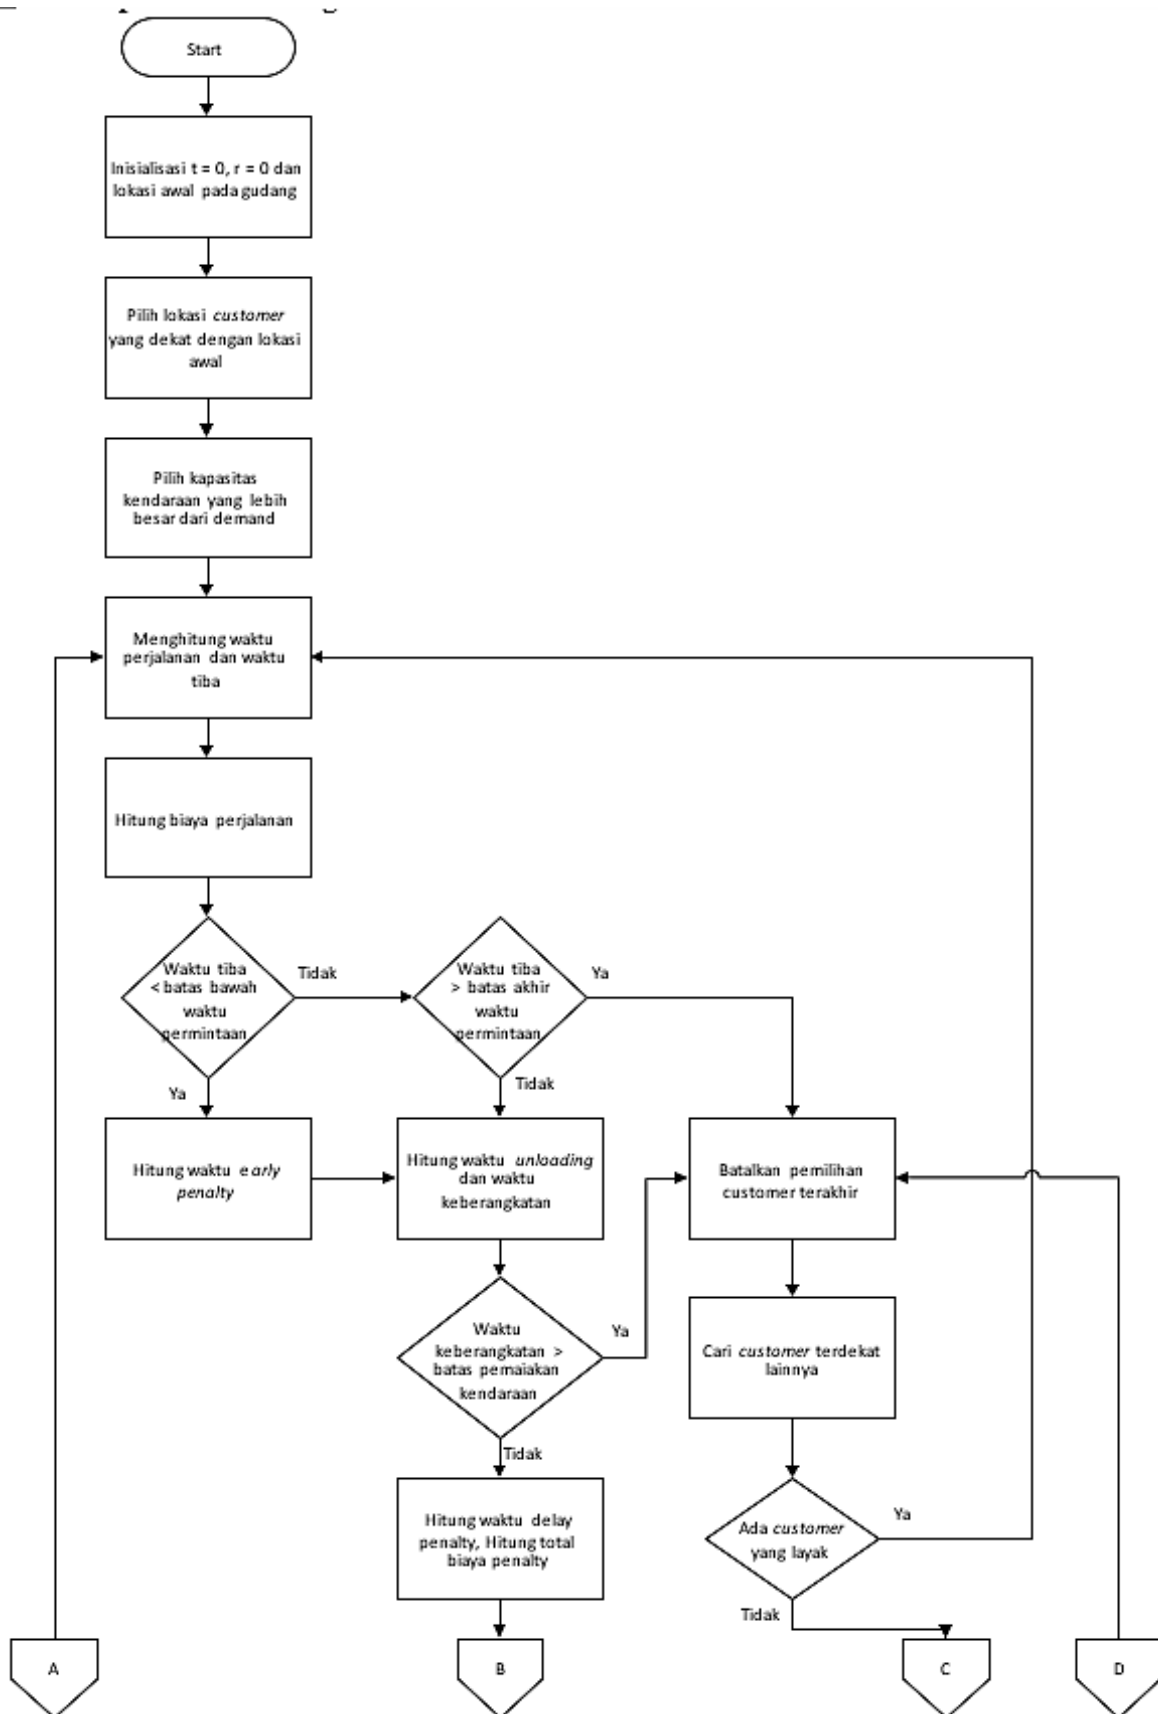 Start
Inisialisasi t = 0, r = 0 dan
lokasi awal pada gudang
Pilih lokasi customer
yang dekat dengan lokasi
awal
Pilih kapasitas
kendaraan yang lebih
besar dari demand
Menghitung waktu
perjalanan dan waktu
tiba
Hitung biaya perjalanan
Waktu tiba
< batas bawah
waktu
permintaan
Tidak
Waktu tiba
> batas akhir
waktu
permintaan
Ya
Ya
Tidak
Hitung waktu early
penalty
Hitung waktu unloading
dan waktu
keberangkatan
Batalkan pemilihan
customer terakhir
Waktu
keberangkatan >
batas pemaiakan
kendaraan
Ya
Cari customer terdekat
lainnya
Tidak
Hitung waktu delay
penalty, Hitung total
biaya penalty
Ada customer
yang layak
Ya
Tidak
A
B
C
D